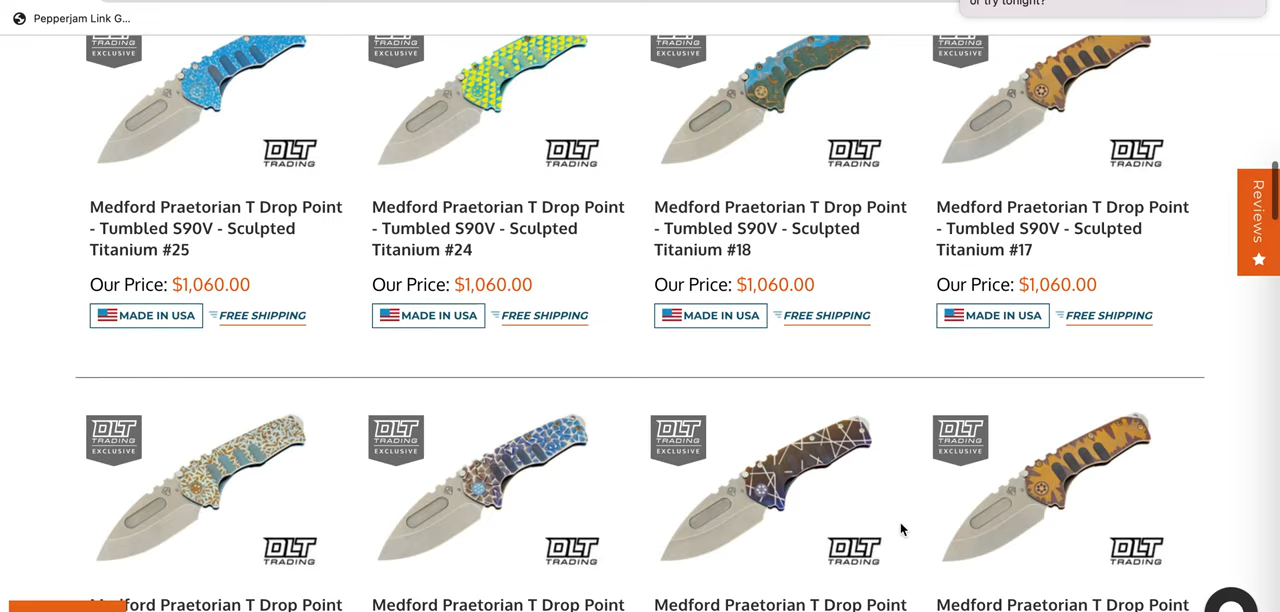 or try tonight?
Pepperjam Link G...
TRADING
EXCLUSIVE
TRADING
EXCLUSIVE
TRADING
EXCLUSIVE
TRADING
EXCLUSIVE
DLT
TRADING
DLT
TRADING
DLT
TRADING
DLT
TRADING
Medford Praetorian T Drop Point
- Tumbled S90V - Sculpted
Titanium #25
Our Price: $1,060.00
MADE IN USA FREE SHIPPING
Medford Praetorian T Drop Point
- Tumbled S90V - Sculpted
Titanium #24
Our Price: $1,060.00
MADE IN USA FREE SHIPPING
Medford Praetorian T Drop Point
- Tumbled S90V - Sculpted
Titanium #18
Our Price: $1,060.00
MADE IN USA FREE SHIPPING
Medford Praetorian T Drop Point
- Tumbled S90V - Sculpted
Titanium #17
Our Price: $1,060.00
MADE IN USA FREE SHIPPING
Reviews
DLT
TRADING
EXCLUSIVE
DLT
TRADING
EXCLUSIVE
DLT
TRADING
EXCLUSIVE
DLT
TRADING
EXCLUSIVE
DLT
TRADING
DLT
TRADING
DLT
TRADING
DLT
TRADING
Medford Praetorian T Drop Point
Medford Praetorian T Drop Point
Medford Praetorian T Drop Point
Medford Praetorian T Drop Point